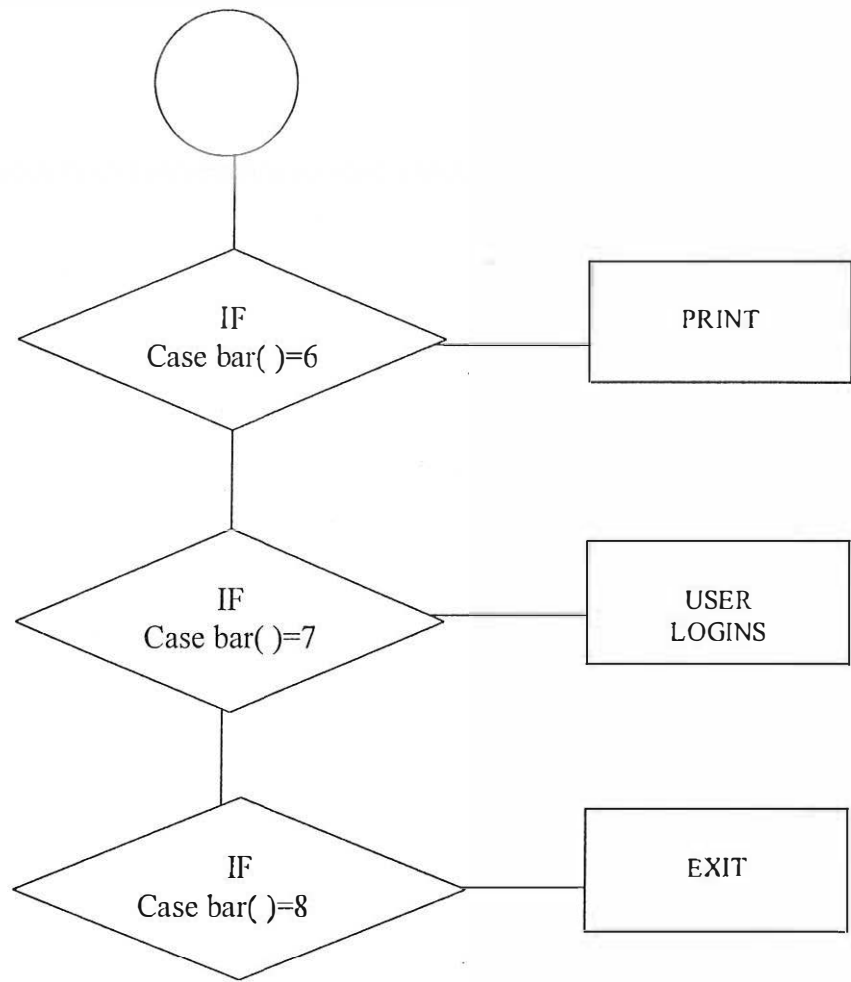 IF
Case bar( )=6
PRINT
IF
Case bar( )=7
USER
LOGINS
IF
Case bar( )=8
EXIT